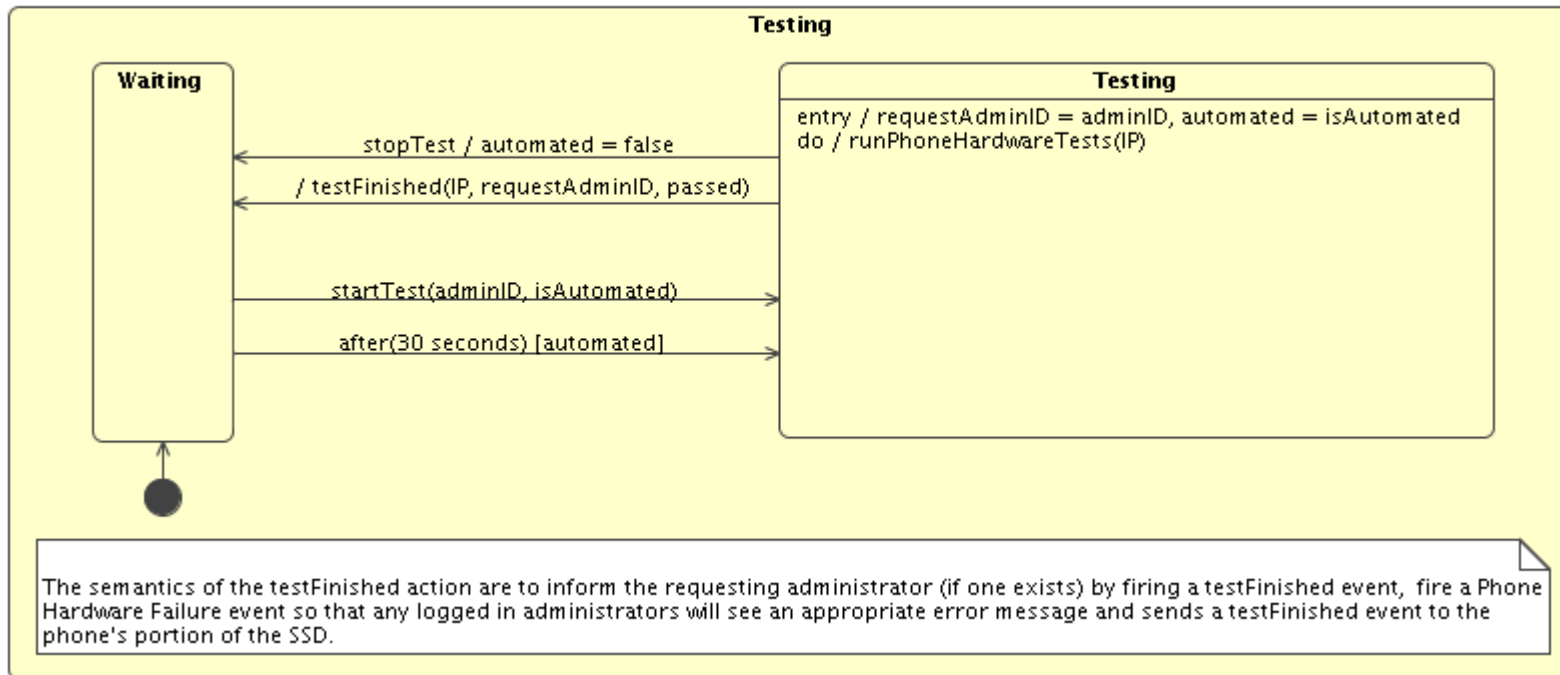 Testing
Waiting
Testing
entry / requestAdminID = adminID, automated = isAutomated
do / runPhoneHardwareTests(IP)
stopTest / automated = false
/ testFinished(IP, requestAdminID, passed)
startTest(adminID, isAutomated)
after(30 seconds) [automated]
The semantics of the testFinished action are to inform the requesting administrator (if one exists) by firing a testFinished event, fire a Phone
Hardware Failure event so that any logged in administrators will see an appropriate error message and sends a testFinished event to the
phone's portion of the SSD.